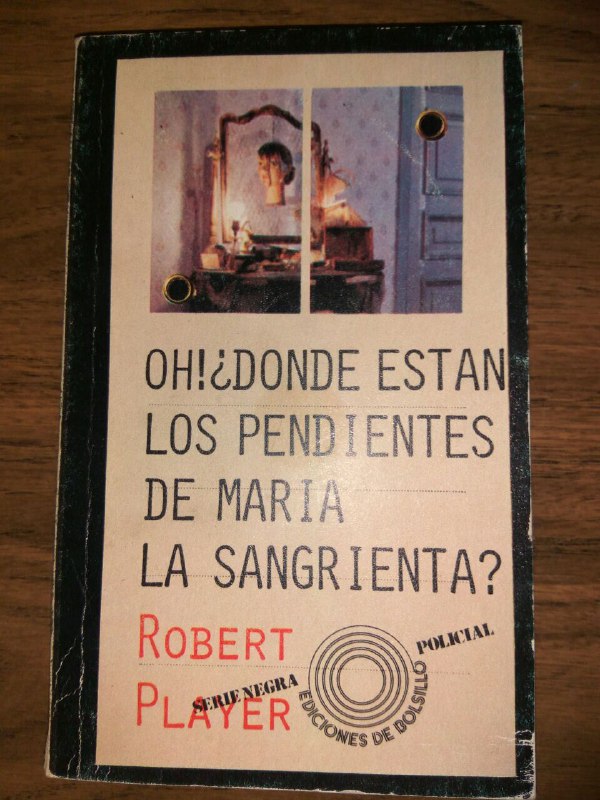 OH!¿DONDE ESTAN
LOS PENDIENTES
DE MARIA
LA SANGRIENTA?
ROBERT
PLAYER
SERIE NEGRA
POLICIAL
EDICIONES DE BOLSILLO